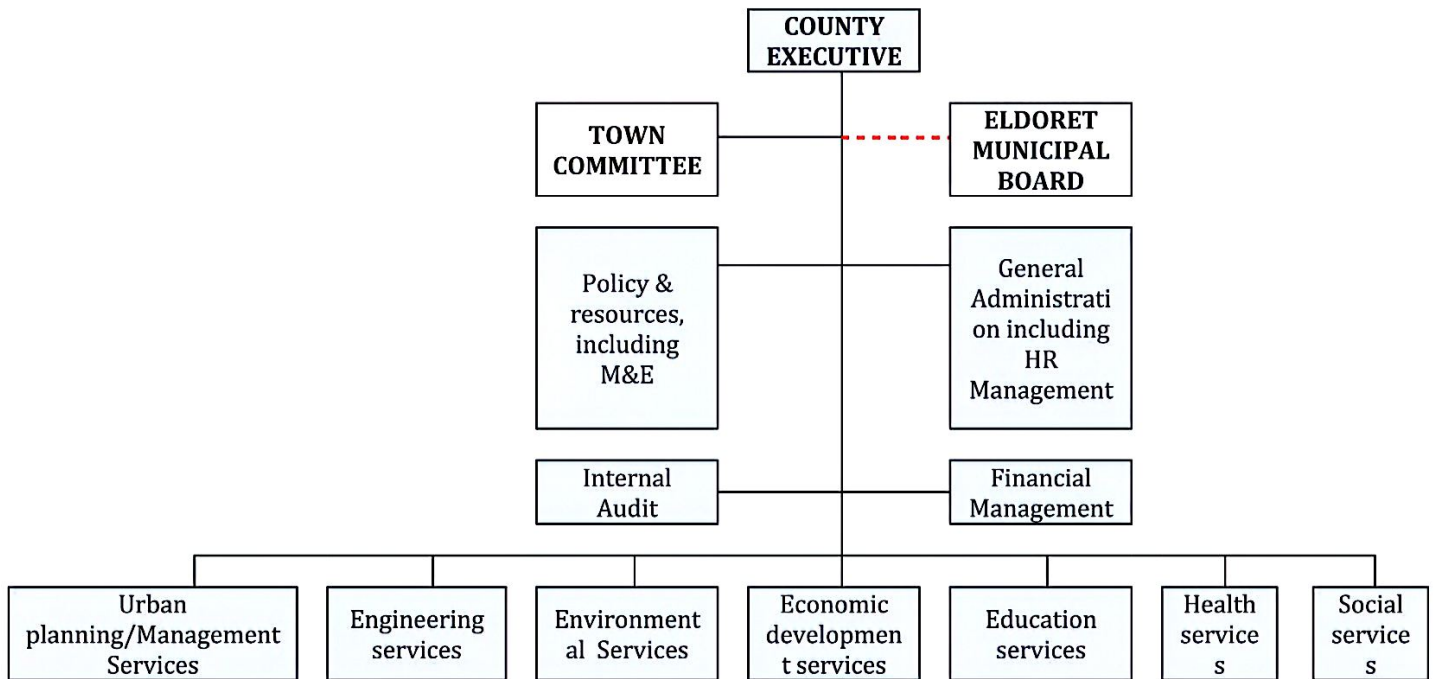 COUNTY
EXECUTIVE
TOWN
COMMITTEE
ELDORET
MUNICIPAL
BOARD
Policy &
resources,
including
M&E
General
Administrati
on including
HR
Management
Internal
Audit
Financial
Management
Urban
planning/Management
Services
Engineering
services
Environment
al Services
Economic
developmen
t services
Education
services
Health
service
s
Social
service
s